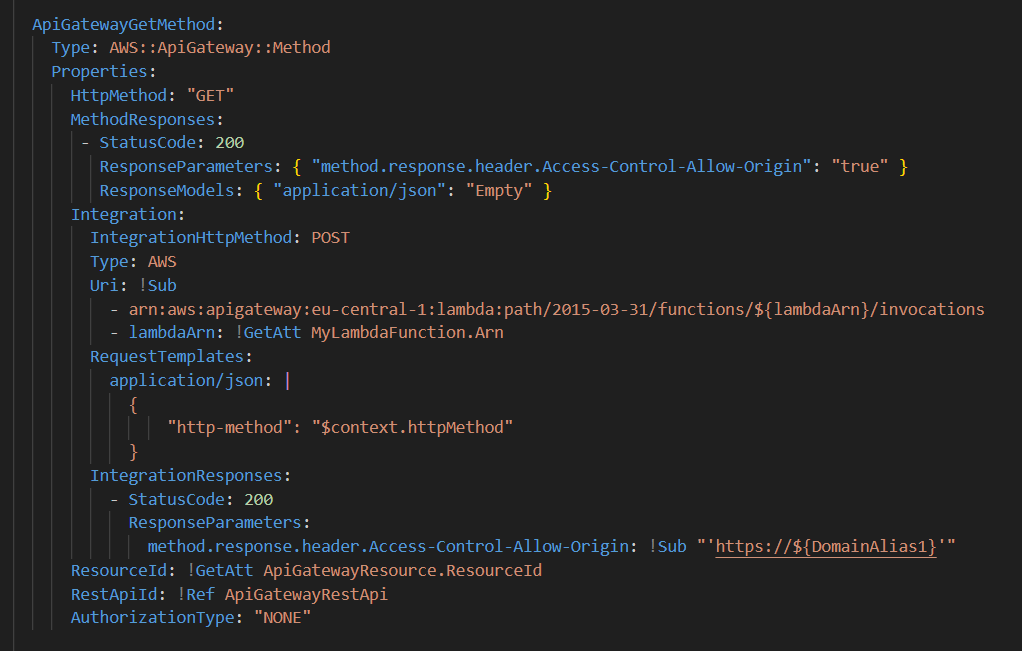 ApiGatewayGetMethod:
  Type: AWS::ApiGateway::Method
  Properties:
    HttpMethod: "GET"
    MethodResponses:
     - StatusCode: 200
       ResponseParameters: { "method.response.header.Access-Control-Allow-Origin": "true" }
       ResponseModels: { "application/json": "Empty" }
    Integration:
      IntegrationHttpMethod: POST
      Type: AWS
      Uri: !Sub
        - arn:aws:apigateway:eu-central-1:lambda:path/2015-03-31/functions/${lambdaArn}/invocations
        - lambdaArn: !GetAtt MyLambdaFunction.Arn
      RequestTemplates:
        application/json: |
          {
              "http-method": "$context.httpMethod"
          }
      IntegrationResponses:
        - StatusCode: 200
          ResponseParameters:
            method.response.header.Access-Control-Allow-Origin: !Sub "'https://${DomainAlias1}'"
    ResourceId: !GetAtt ApiGatewayResource.ResourceId
    RestApiId: !Ref ApiGatewayRestApi
    AuthorizationType: "NONE"